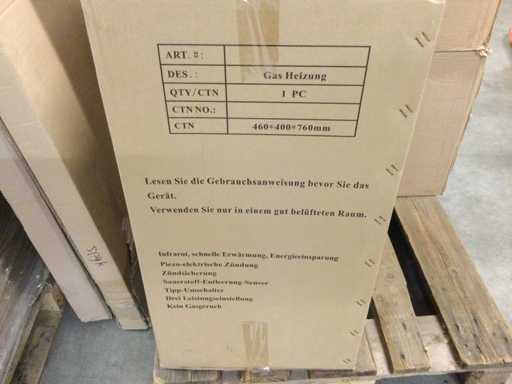 ART. #:
DES.: Gas Heizung
QTY/CTN 1 PC
CTN NO.:
CTN 460*400*760mm
Lesen Sie die Gebrauchsanweisung bevor Sie das
Gerät.
Verwenden Sie nur in einem gut belüfteten Raum.
Infrarot, schnelle Erwärmung, Energieeinsparung
Piezo-elektrische Zündung
Zündsicherung
Sauerstoff-Entleerung-Sensor
Tipp-Umschalter
Drei Leistungseinstellung
Kein Gasgeruch